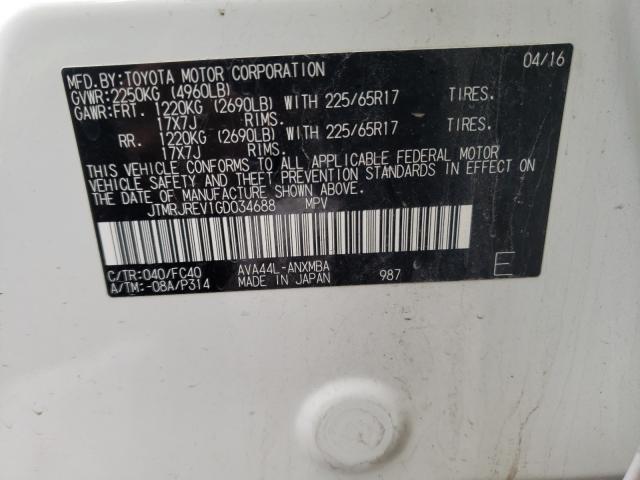 MFD.BY:TOYOTA MOTOR CORPORATION 04/16
GVWR:2250KG (4960LB)
GAWR:FRT. 1220KG (2690LB) WITH 225/65R17 TIRES.
17X7J RIMS.
RR. 1220KG (2690LB) WITH 225/65R17 TIRES.
17X7J RIMS.
THIS VEHICLE CONFORMS TO ALL APPLICABLE FEDERAL MOTOR
VEHICLE SAFETY AND THEFT PREVENTION STANDARDS IN EFFECT ON
THE DATE OF MANUFACTURE SHOWN ABOVE.
JTMRJREV1GD034688 MPV
C/TR:040/FC40 AVA44L-ANXMBA
A/TM:-08A/P314 MADE IN JAPAN 987 E